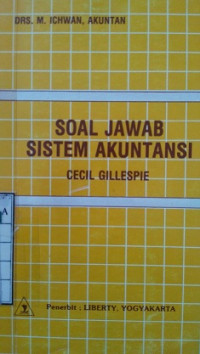 DRS. M. ICHWAN, AKUNTAN
SOAL JAWAB
SISTEM AKUNTANSI
CECIL GILLESPIE
A
Penerbit : LIBERTY, YOGYAKARTA